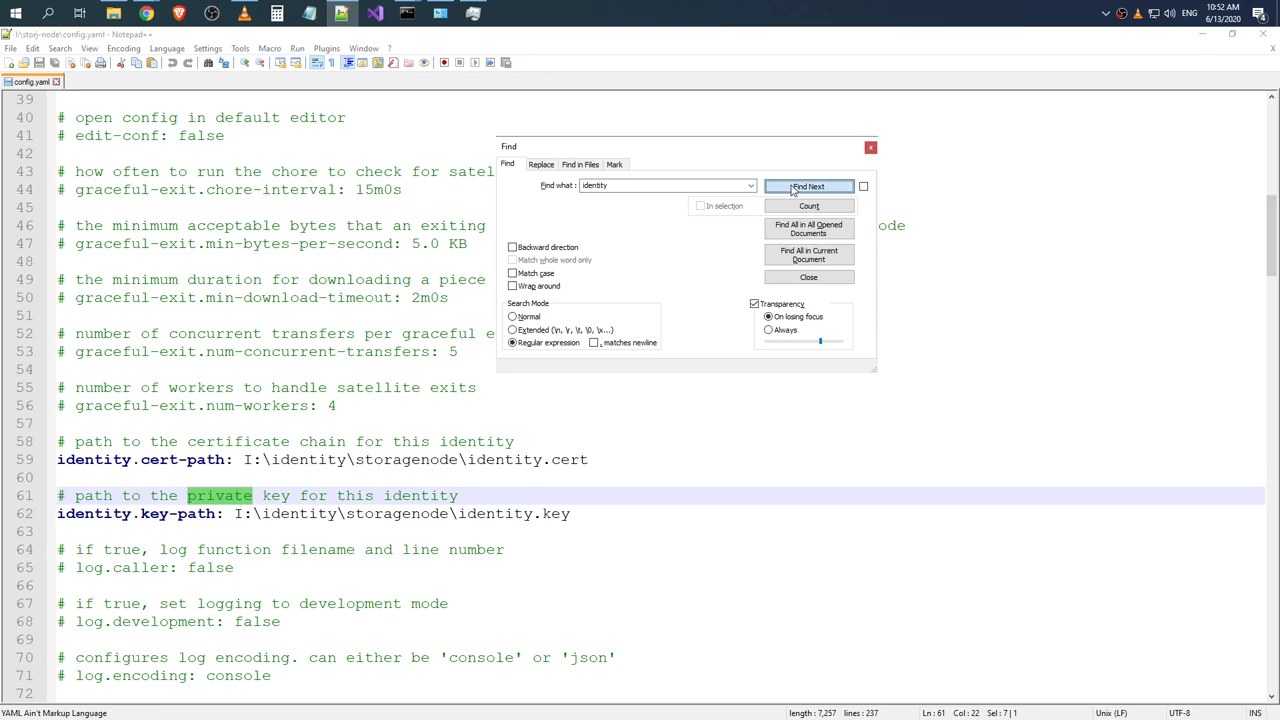 10:52 AM
ENG
6/13/2020
I:\storj-node\config.yaml - Notepad++
File Edit Search View Encoding Language Settings Tools Macro Run Plugins Window ?
X
config.yaml
39
40 # open config in default editor
41 # edit-conf: false
42
43 # how often to run the chore to check for satel
44 # graceful-exit.chore-interval: 15m0s
45
46 # the minimum acceptable bytes that an exiting ode
47 # graceful-exit.min-bytes-per-second: 5.0 KB
48
49 # the minimum duration for downloading a piece
50 # graceful-exit.min-download-timeout: 2m0s
51
52 # number of concurrent transfers per graceful e
53 # graceful-exit.num-concurrent-transfers: 5
54
55 # number of workers to handle satellite exits
56 # graceful-exit.num-workers: 4
57
58 # path to the certificate chain for this identity
59 identity.cert-path: I:\identity\storagenode\identity.cert
60
61 # path to the private key for this identity
62 identity.key-path: I:\identity\storagenode\identity.key
63
64 # if true, log function filename and line number
65 # log.caller: false
66
67 # if true, set logging to development mode
68 # log.development: false
69
70 # configures log encoding. can either be 'console' or 'json'
71 # log.encoding: console
72
Find
Find Replace Find in Files Mark
Find what : identity
Find Next
In selection
Count
Find All in All Opened
Documents
Find All in Current
Document
Close
Backward direction
Match whole word only
Match case
Wrap around
Search Mode
Normal
Extended (\n, \r, \t, \0, \x...)
Regular expression
. matches newline
Transparency
On losing focus
Always
YAML Ain't Markup Language
length : 7,257 lines : 237
Ln : 61 Col : 22 Sel : 7 | 1
Unix (LF)
UTF-8
INS